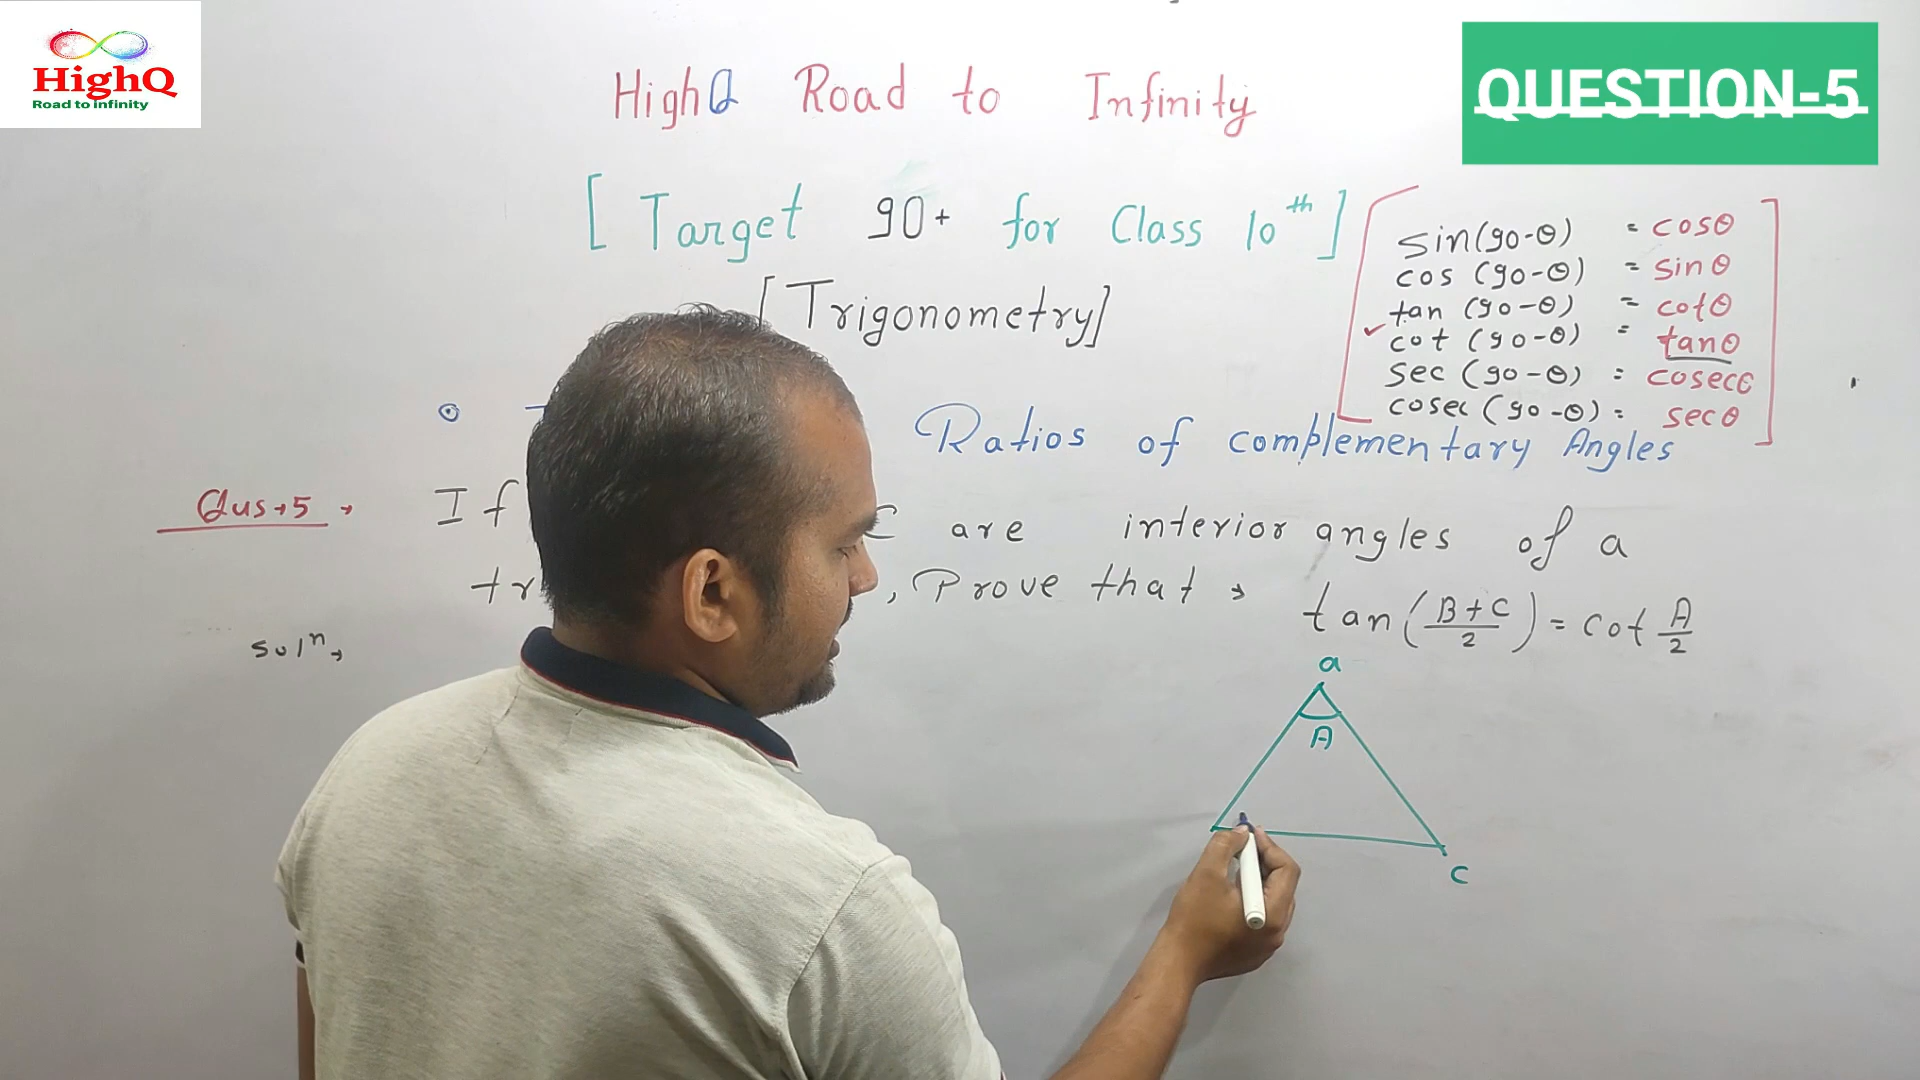 HighQ
Road to infinity
QUESTION-5
HighQ Road to Infinity
[ Target 90+ for Class 10th ]
[Trigonometry]
sin(90-θ) = cosθ
cos (90-θ) = sinθ
tan (90-θ) = cotθ
✓ cot (90-θ) = tanθ
sec (90-θ) = cosecθ
cosec (90-θ) = secθ
Ratios of complementary Angles
Qus→5 → If C are interior angles of a
, Prove that → tan(B+C/2) = cot A/2
Solⁿ→
a
A
C